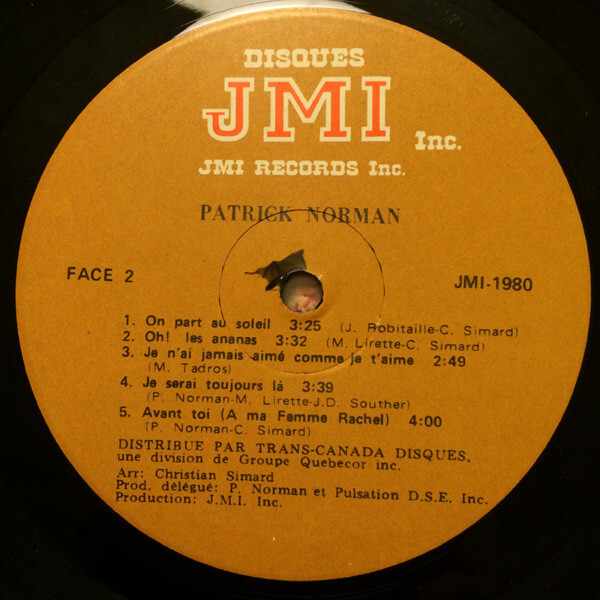 DISQUES
JMI Inc.
JMI RECORDS Inc.
PATRICK NORMAN
FACE 2
JMI-1980
1. On part au soleil 3:25 (J. Robitaille-C. Simard)
2. Oh! les ananas 3:32 (M. Lirette-C. Simard)
3. Je n'ai jamais aimé comme je t'aime 2:49
(M. Tadros)
4. Je serai toujours là 3:39
(P. Norman-M. Lirette-J.D. Souther)
5. Avant toi (A ma Femme Rachel) 4:00
(P. Norman-C. Simard)
DISTRIBUE PAR TRANS-CANADA DISQUES,
une division de Groupe Quebecor inc.
Arr: Christian Simard
Prod. délégué: P. Norman et Pulsation D.S.E. Inc.
Production: J.M.I. Inc.